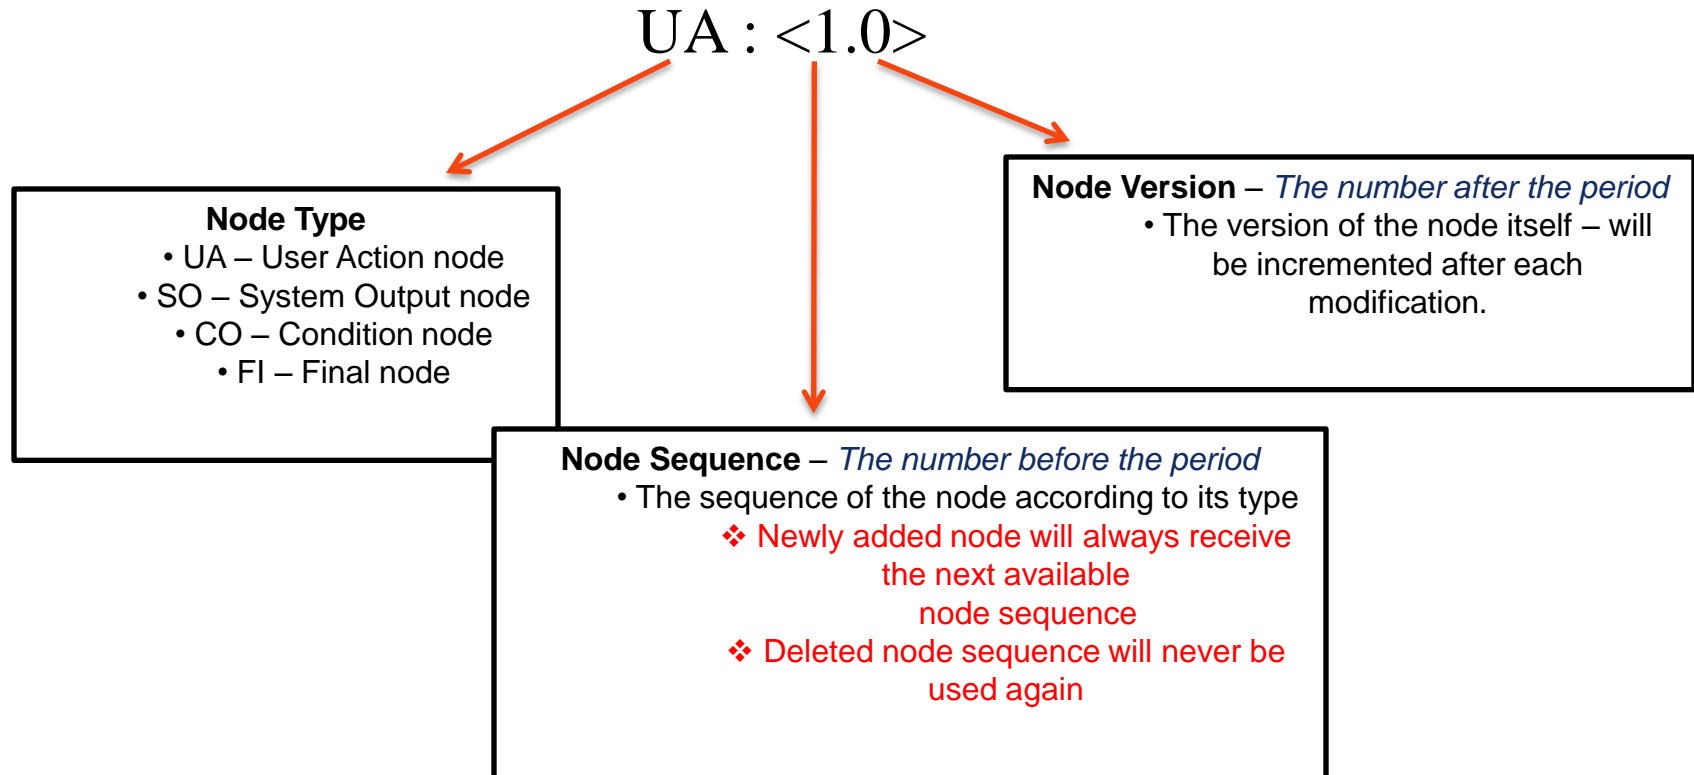 UA : <1.0>
Node Type
• UA – User Action node
• SO – System Output node
• CO – Condition node
• FI – Final node
Node Version – The number after the period
• The version of the node itself – will
be incremented after each
modification.
Node Sequence – The number before the period
• The sequence of the node according to its type
❖ Newly added node will always receive
the next available
node sequence
❖ Deleted node sequence will never be
used again